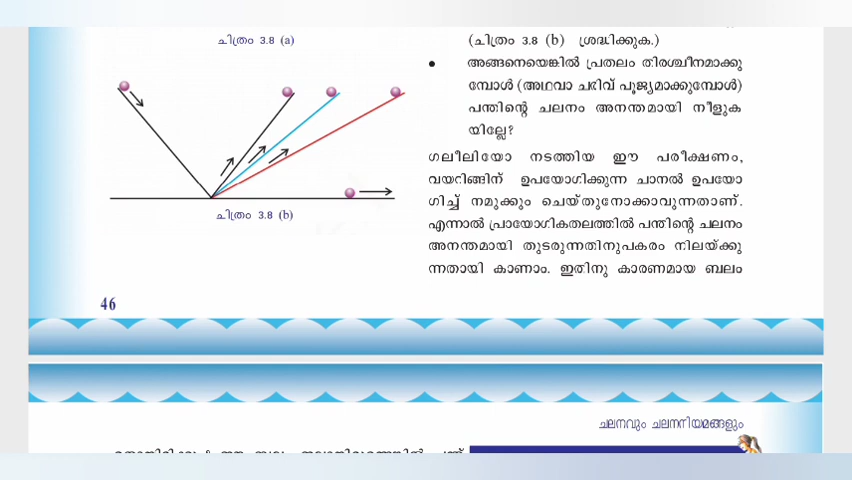 ചിത്രം 3.8 (a)
ചിത്രം 3.8 (b)
46
(ചിത്രം 3.8 (b) ശ്രദ്ധിക്കുക.)
• അങ്ങനെയെങ്കിൽ പ്രതലം തിരശ്ചീനമാക്കു
മ്പോൾ (അഥവാ ചരിവ് പൂജ്യമാക്കുമ്പോൾ)
പന്തിന്റെ ചലനം അനന്തമായി നീളുക
യില്ലേ?
ഗലീലിയോ നടത്തിയ ഈ പരീക്ഷണം,
വയറിങ്ങിന് ഉപയോഗിക്കുന്ന ചാനൽ ഉപയോ
ഗിച്ച് നമുക്കും ചെയ്തുനോക്കാവുന്നതാണ്.
എന്നാൽ പ്രായോഗികതലത്തിൽ പന്തിന്റെ ചലനം
അനന്തമായി തുടരുന്നതിനുപകരം നിലയ്ക്കു
ന്നതായി കാണാം. ഇതിനു കാരണമായ ബലം
ചലനവും ചലനനിയമങ്ങളും